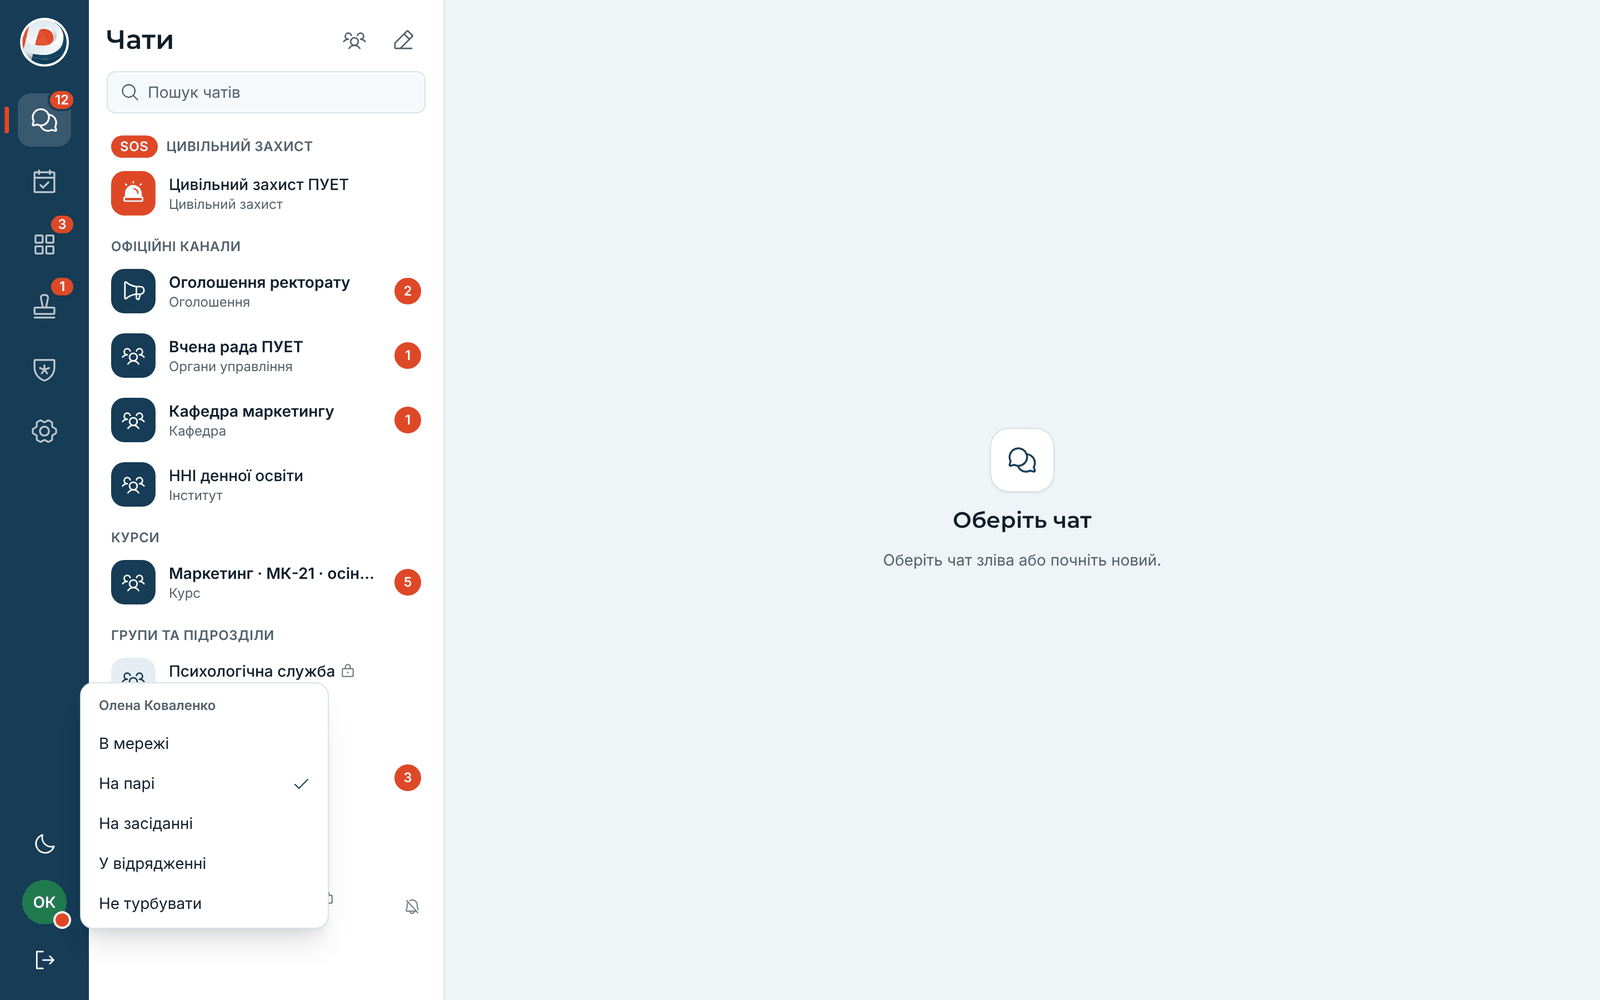 Чати
12
Пошук чатів
SOS ЦИВІЛЬНИЙ ЗАХИСТ
Цивільний захист ПУЕТ
Цивільний захист
3
ОФІЦІЙНІ КАНАЛИ
Оголошення ректорату
Оголошення
2
1
Вчена рада ПУЕТ
Органи управління
1
Кафедра маркетингу
Кафедра
1
ННІ денної освіти
Інститут
КУРСИ
Маркетинг · МК-21 · осін...
Курс
5
ГРУПИ ТА ПІДРОЗДІЛИ
Психологічна служба
3
Олена Коваленко
В мережі
На парі
На засіданні
У відрядженні
Не турбувати
ОК
Оберіть чат
Оберіть чат зліва або почніть новий.